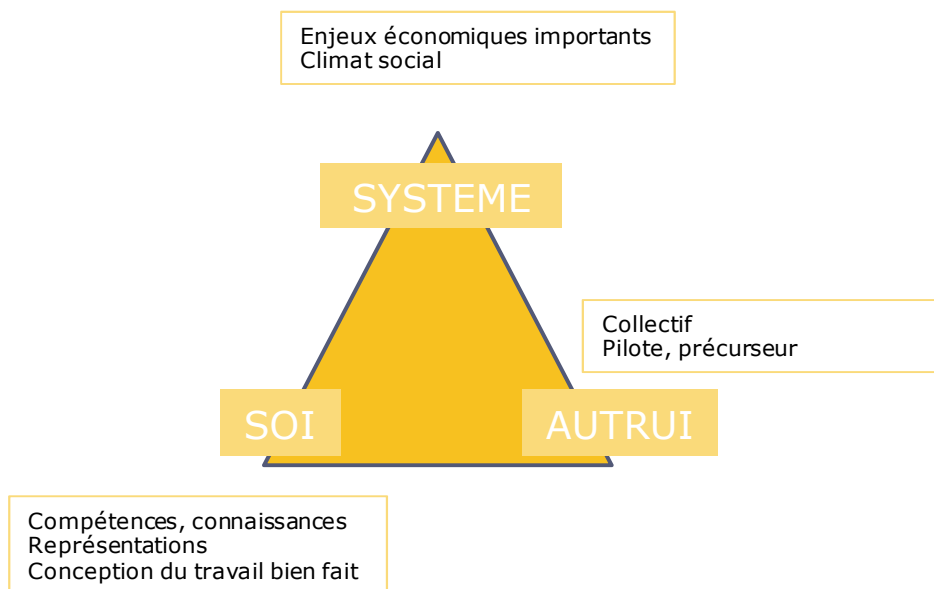 Enjeux économiques importants
Climat social
SYSTEME
Collectif
Pilote, précurseur
SOI
AUTRUI
Compétences, connaissances
Représentations
Conception du travail bien fait